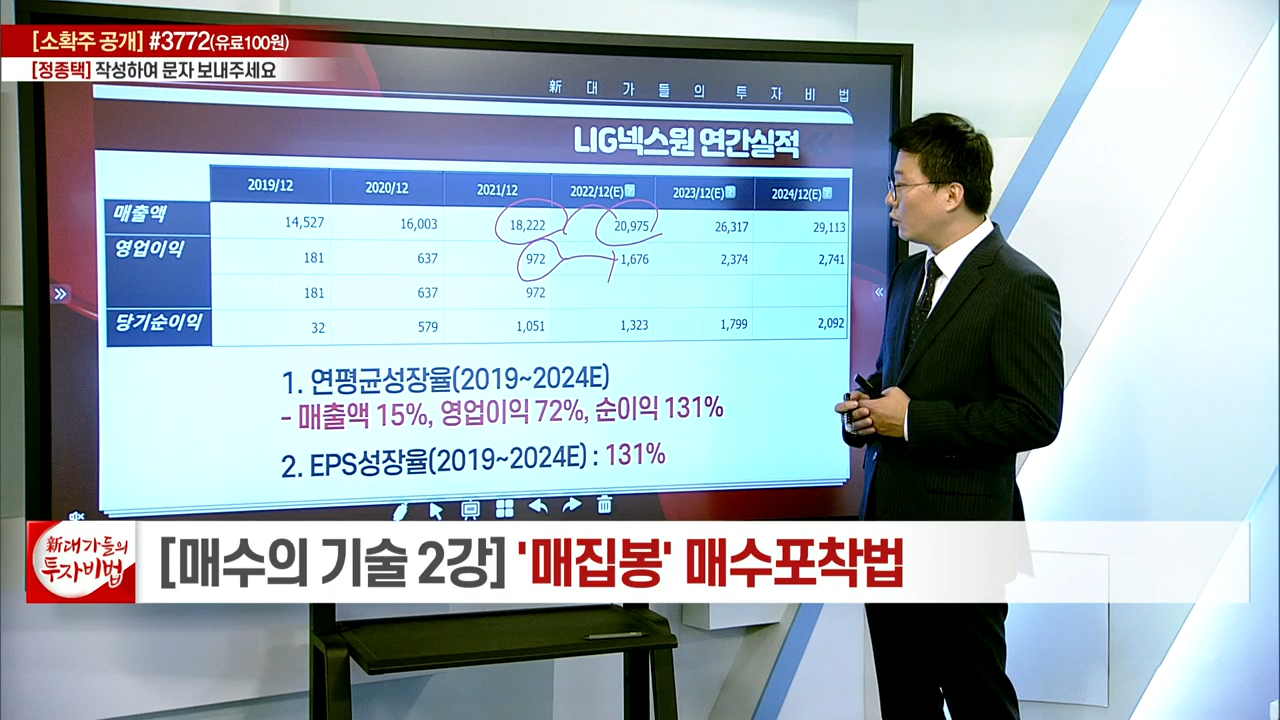 [소확주 공개] #3772(유료100원)
[정종택] 작성하여 문자 보내주세요
新 대 가 들 의 투 자 비 법
LIG넥스원 연간실적
2019/12 2020/12 2021/12 2022/12(E) 2023/12(E) 2024/12(E)
매출액 14,527 16,003 18,222 20,975 26,317 29,113
영업이익 181 637 972 1,676 2,374 2,741
181 637 972
당기순이익 32 579 1,051 1,323 1,799 2,092
1. 연평균성장율(2019~2024E)
- 매출액 15%, 영업이익 72%, 순이익 131%
2. EPS성장율(2019~2024E) : 131%
新대가들의
투자비법
[매수의 기술 2강] '매집봉' 매수포착법